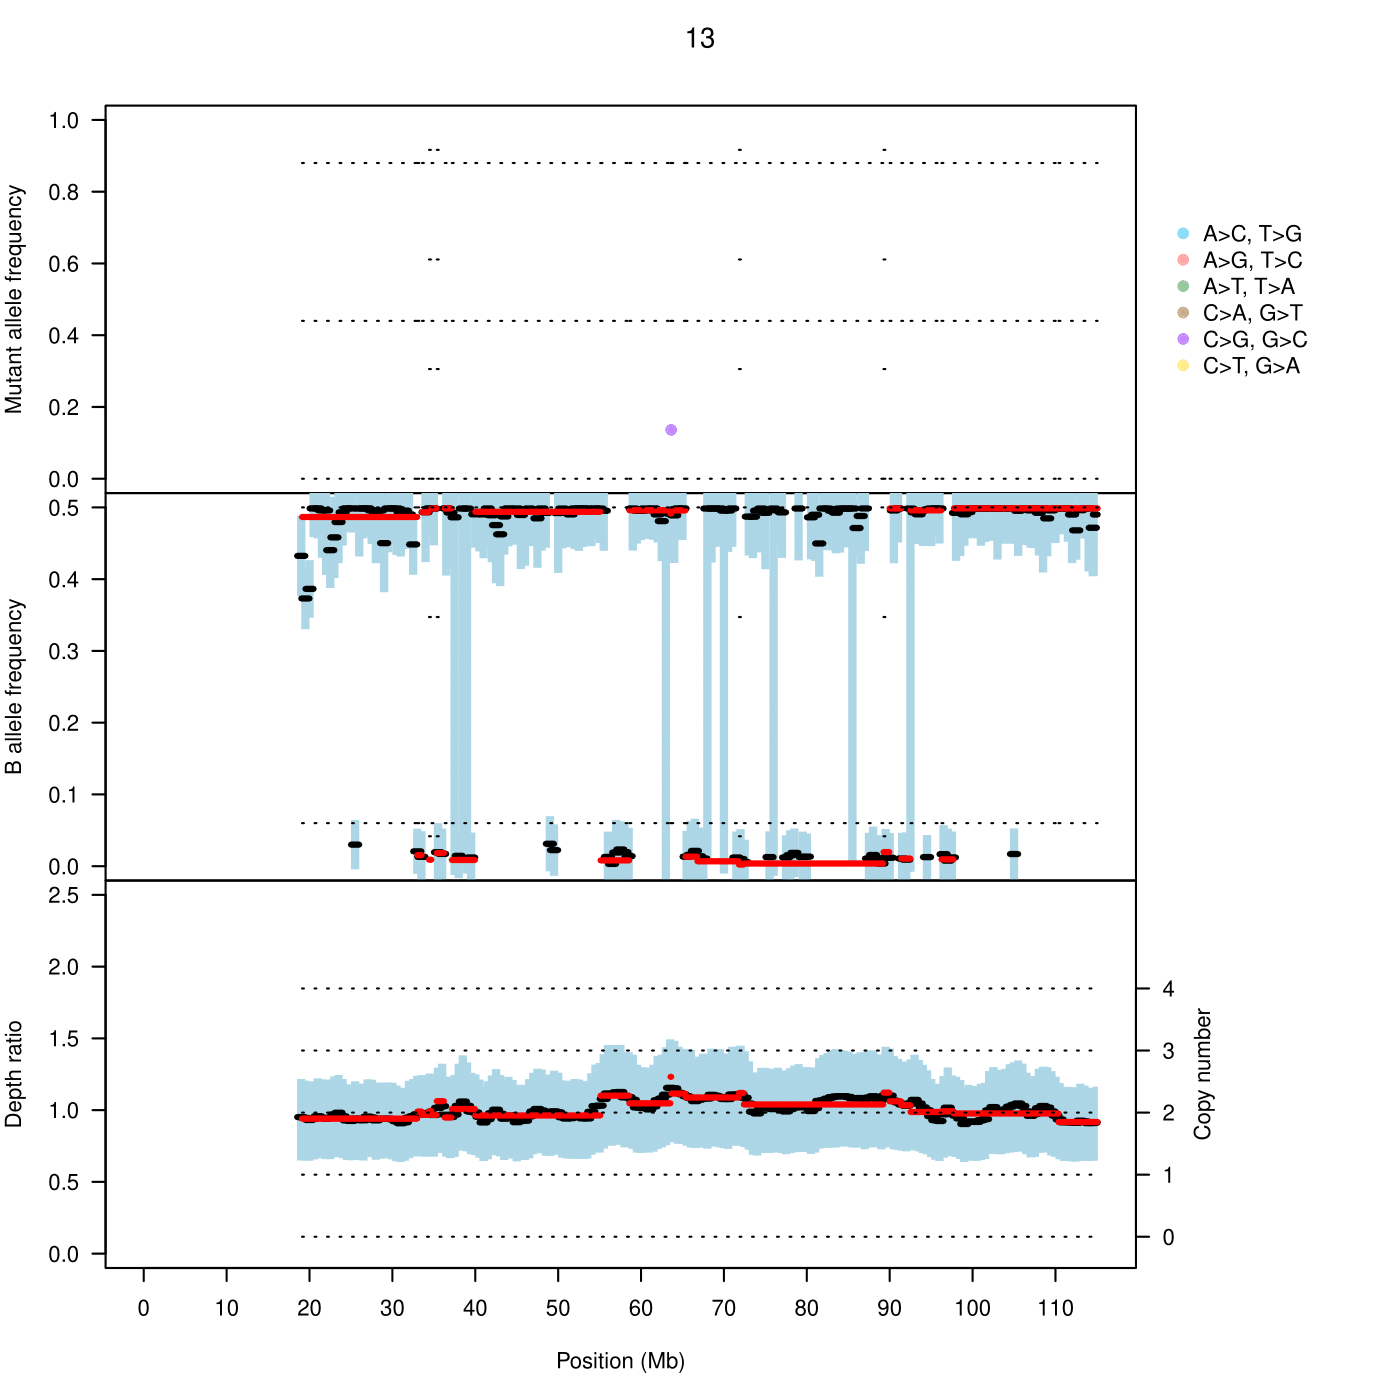 13
1.0
0.8
0.6
0.4
0.2
0.0
Mutant allele frequency
A>C, T>G
A>G, T>C
A>T, T>A
C>A, G>T
C>G, G>C
C>T, G>A
0.5
0.4
0.3
0.2
0.1
0.0
B allele frequency
2.5
2.0
1.5
1.0
0.5
0.0
Depth ratio
4
3
2
1
0
Copy number
0 10 20 30 40 50 60 70 80 90 100 110
Position (Mb)